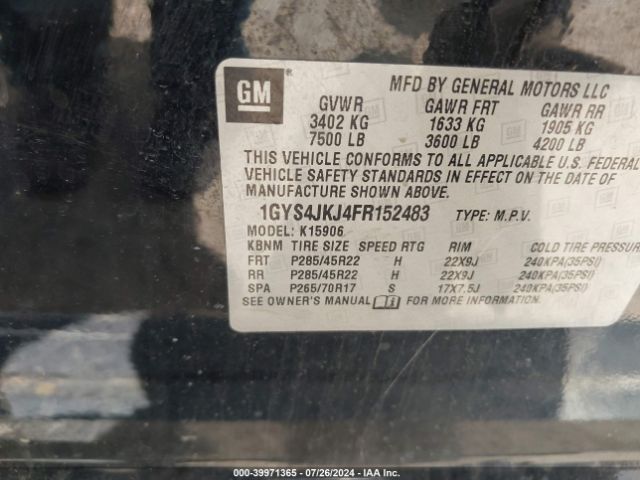 GM ® MFD BY GENERAL MOTORS LLC
GVWR GAWR FRT GAWR RR
3402 KG 1633 KG 1905 KG
7500 LB 3600 LB 4200 LB
THIS VEHICLE CONFORMS TO ALL APPLICABLE U.S. FEDERAL
VEHICLE SAFETY STANDARDS IN EFFECT ON THE DATE OF
MANUFACTURE SHOWN ABOVE.
1GYS4JKJ4FR152483 TYPE: M.P.V.
MODEL: K15906
KBNM TIRE SIZE SPEED RTG RIM COLD TIRE PRESSUR
FRT P285/45R22 H 22X9J 240KPA(35PSI)
RR P285/45R22 H 22X9J 240KPA(35PSI)
SPA P265/70R17 S 17X7.5J 240KPA(35PSI)
SEE OWNER'S MANUAL FOR MORE INFORMATION.
000-39971365 | 07/26/2024 | IAA Inc.